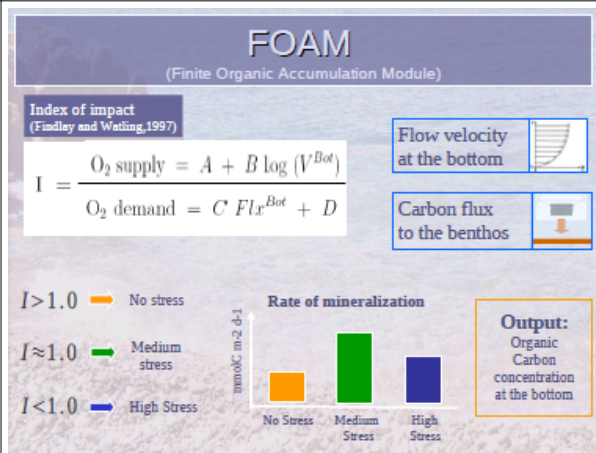 FOAM
(Finite Organic Accumulation Module)
Index of impact
(Findlay and Watling,1997)
I = O₂ supply = A + B log (V^Bot)
O₂ demand = C Flx^Bot + D
Flow velocity
at the bottom
Carbon flux
to the benthos
I>1.0 No stress
I≈1.0 Medium
stress
I<1.0 High Stress
Rate of mineralization
mmolC m-2 d-1
No Stress Medium High
Stress Stress
Output:
Organic
Carbon
concentration
at the bottom